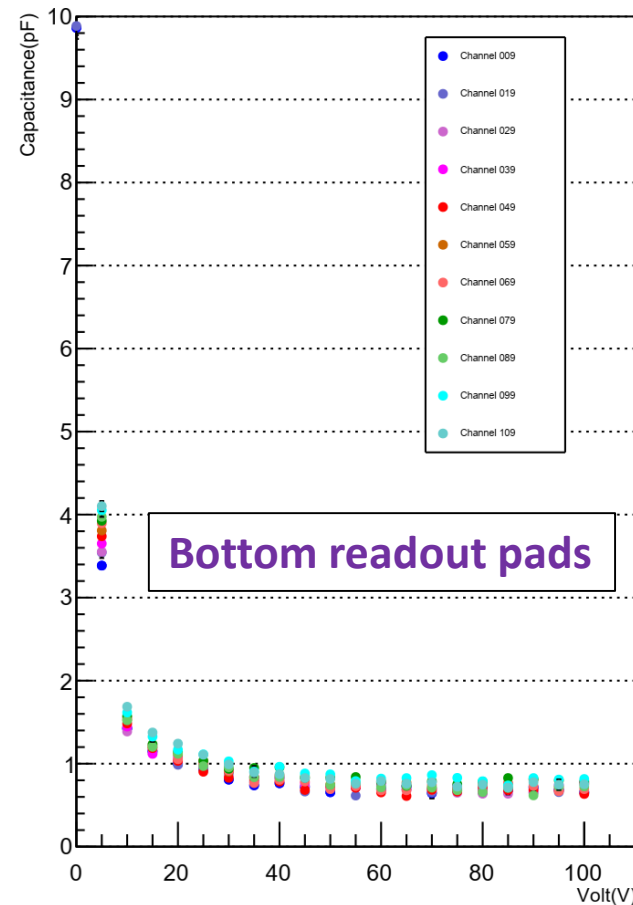 Capacitance(pF)
10
9
8
7
6
5
4
3
2
1
0
Channel 009
Channel 019
Channel 029
Channel 039
Channel 049
Channel 059
Channel 069
Channel 079
Channel 089
Channel 099
Channel 109
Bottom readout pads
0 20 40 60 80 100
Volt(V)